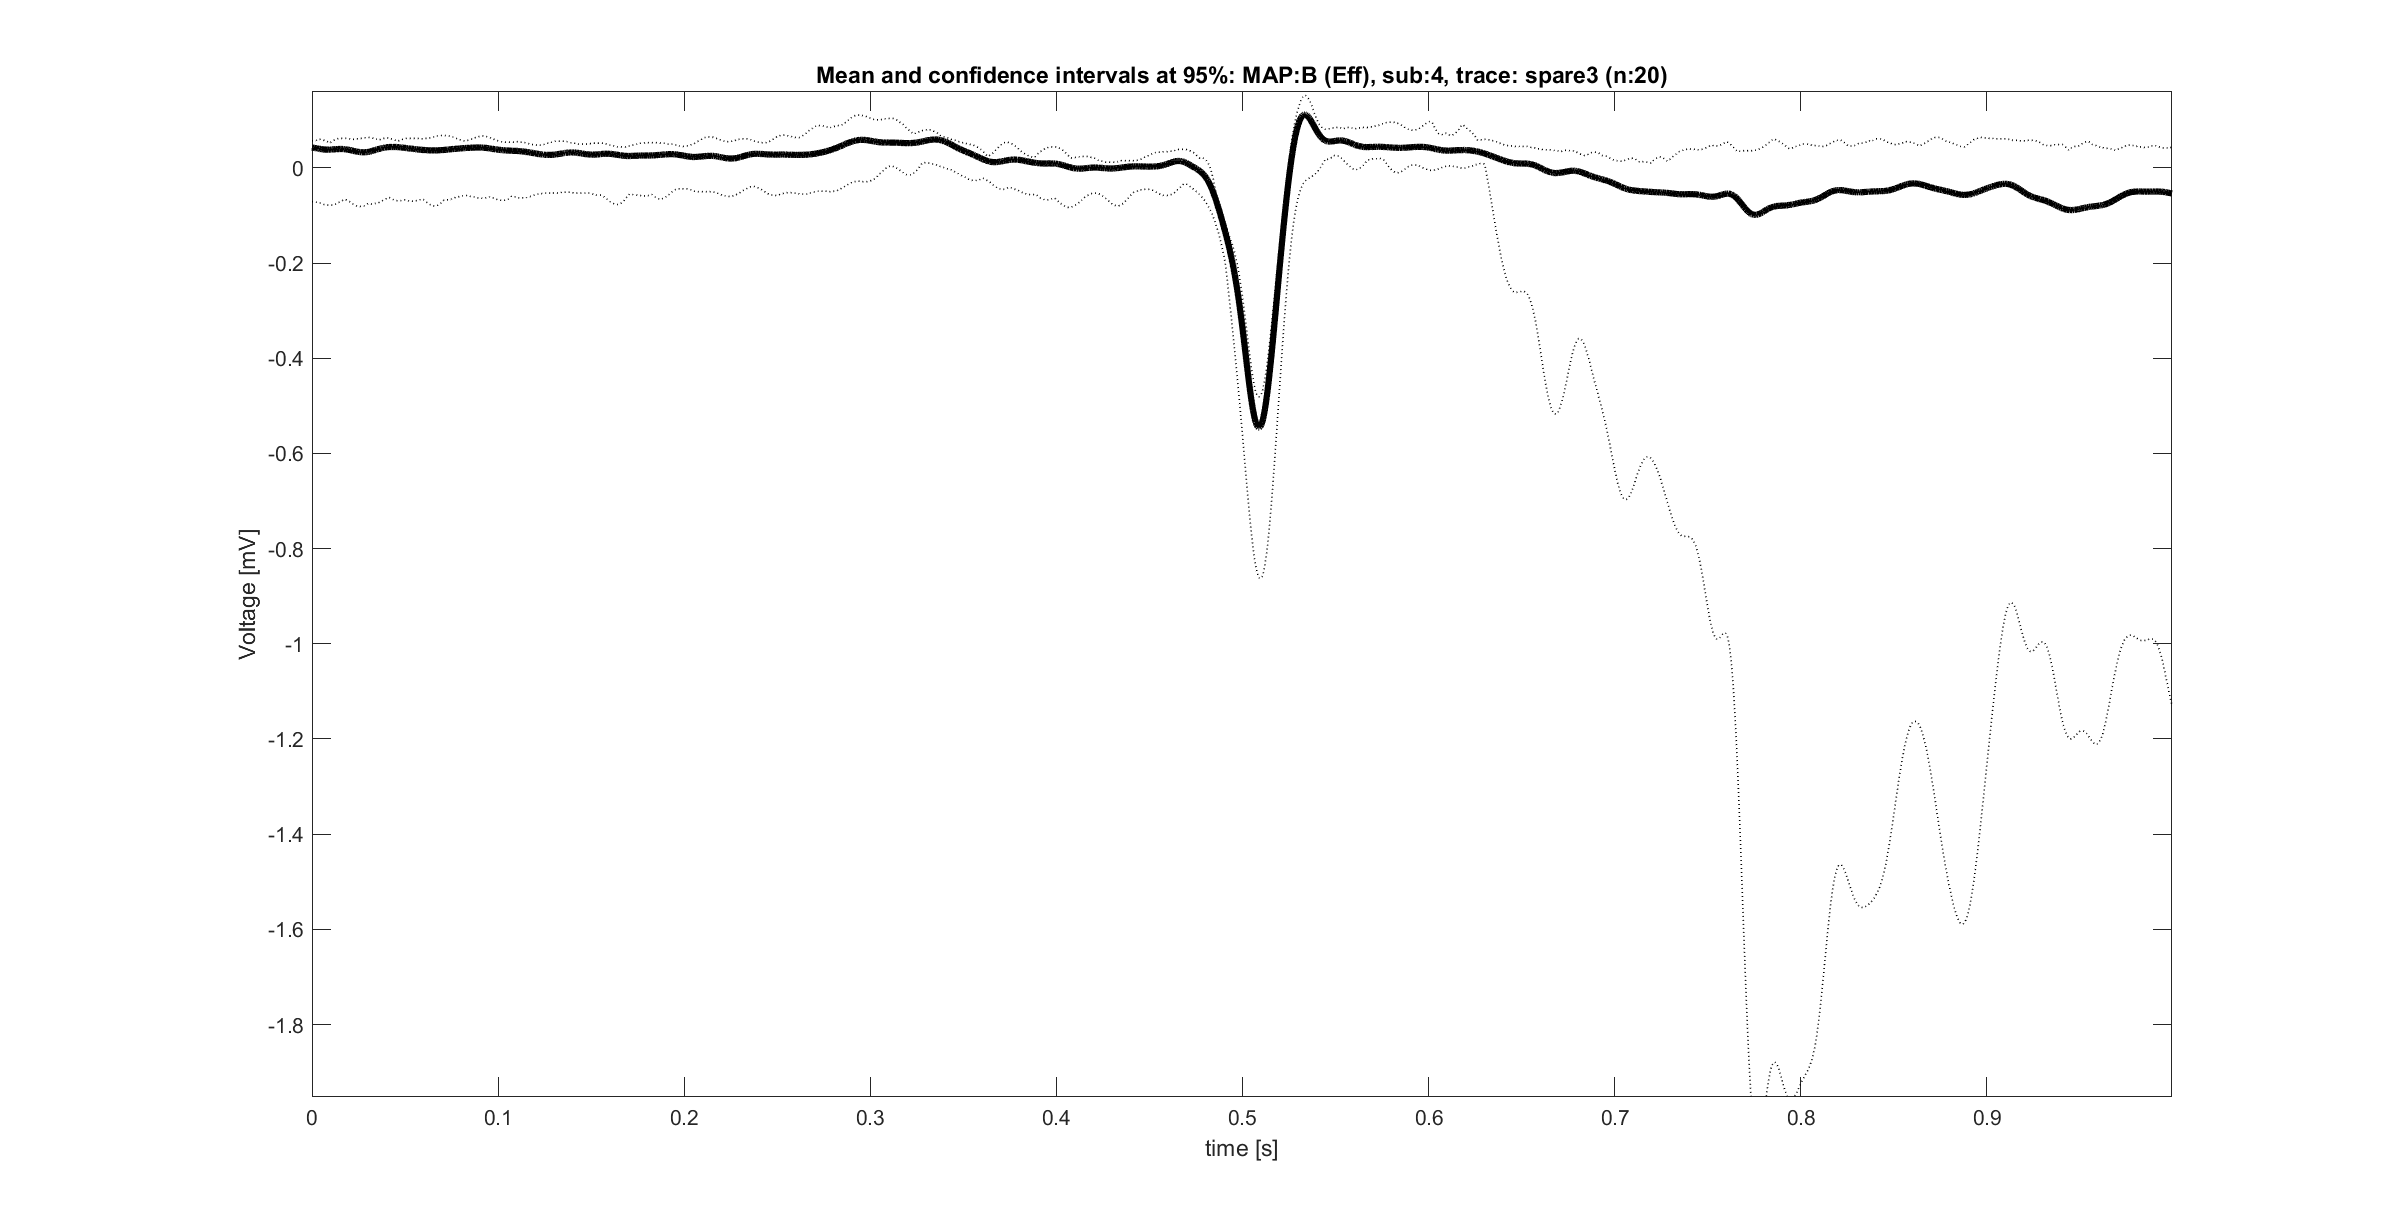 Mean and confidence intervals at 95%: MAP:B (Eff), sub:4, trace: spare3 (n:20)
Voltage [mV]
0
-0.2
-0.4
-0.6
-0.8
-1
-1.2
-1.4
-1.6
-1.8
0 0.1 0.2 0.3 0.4 0.5 0.6 0.7 0.8 0.9
time [s]